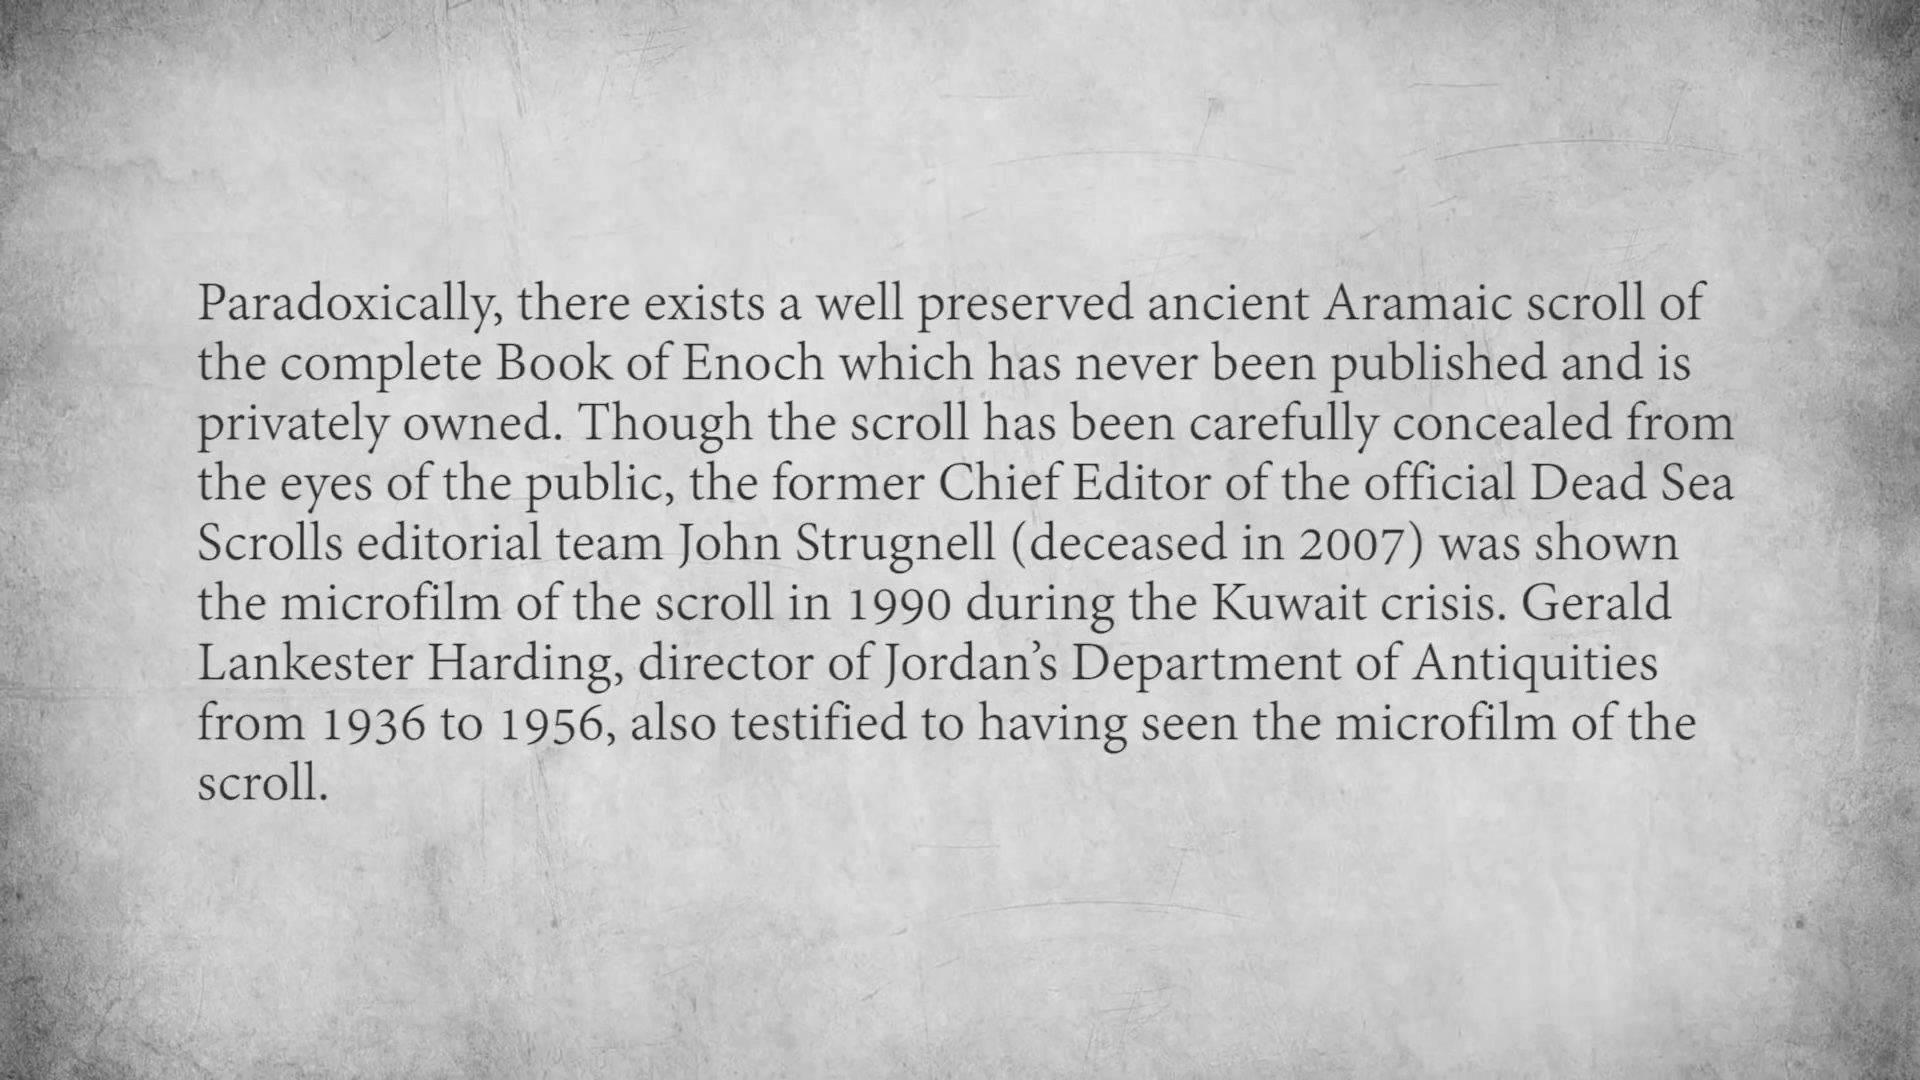 Paradoxically, there exists a well preserved ancient Aramaic scroll of
the complete Book of Enoch which has never been published and is
privately owned. Though the scroll has been carefully concealed from
the eyes of the public, the former Chief Editor of the official Dead Sea
Scrolls editorial team John Strugnell (deceased in 2007) was shown
the microfilm of the scroll in 1990 during the Kuwait crisis. Gerald
Lankester Harding, director of Jordan’s Department of Antiquities
from 1936 to 1956, also testified to having seen the microfilm of the
scroll.